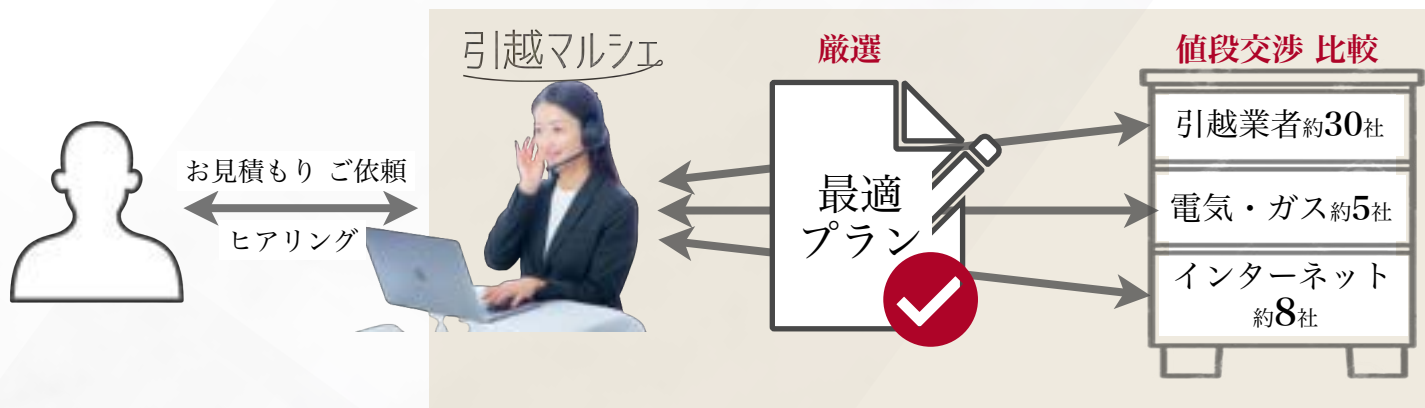 引越マルシェ
厳選
値段交渉 比較
お見積もり ご依頼
ヒアリング
最適
プラン
引越業者約30社
電気・ガス約5社
インターネット
約8社